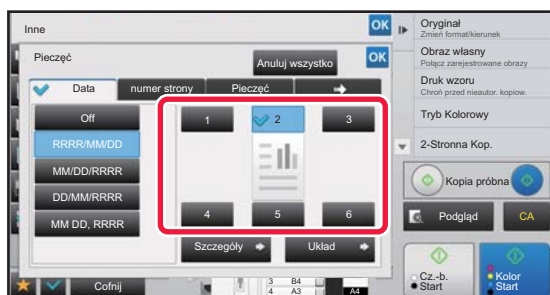 Inne
OK
Pieczęć
Anuluj wszystko
OK
Data
numer strony
Pieczęć
Off
RRRR/MM/DD
MM/DD/RRRR
DD/MM/RRRR
MM DD, RRRR
1
2
3
4
5
6
Szczegóły
Układ
Cofnij
3 B4
4 A3
A4
Oryginał
Zmień format/kierunek
Obraz własny
Połącz zarejestrowane obrazy
Druk wzoru
Chroń przed nieautor. kopiow.
Tryb Kolorowy
2-Stronna Kop.
Kopia próbna
Podgląd
CA
Cz.-b.
Start
Kolor
Start